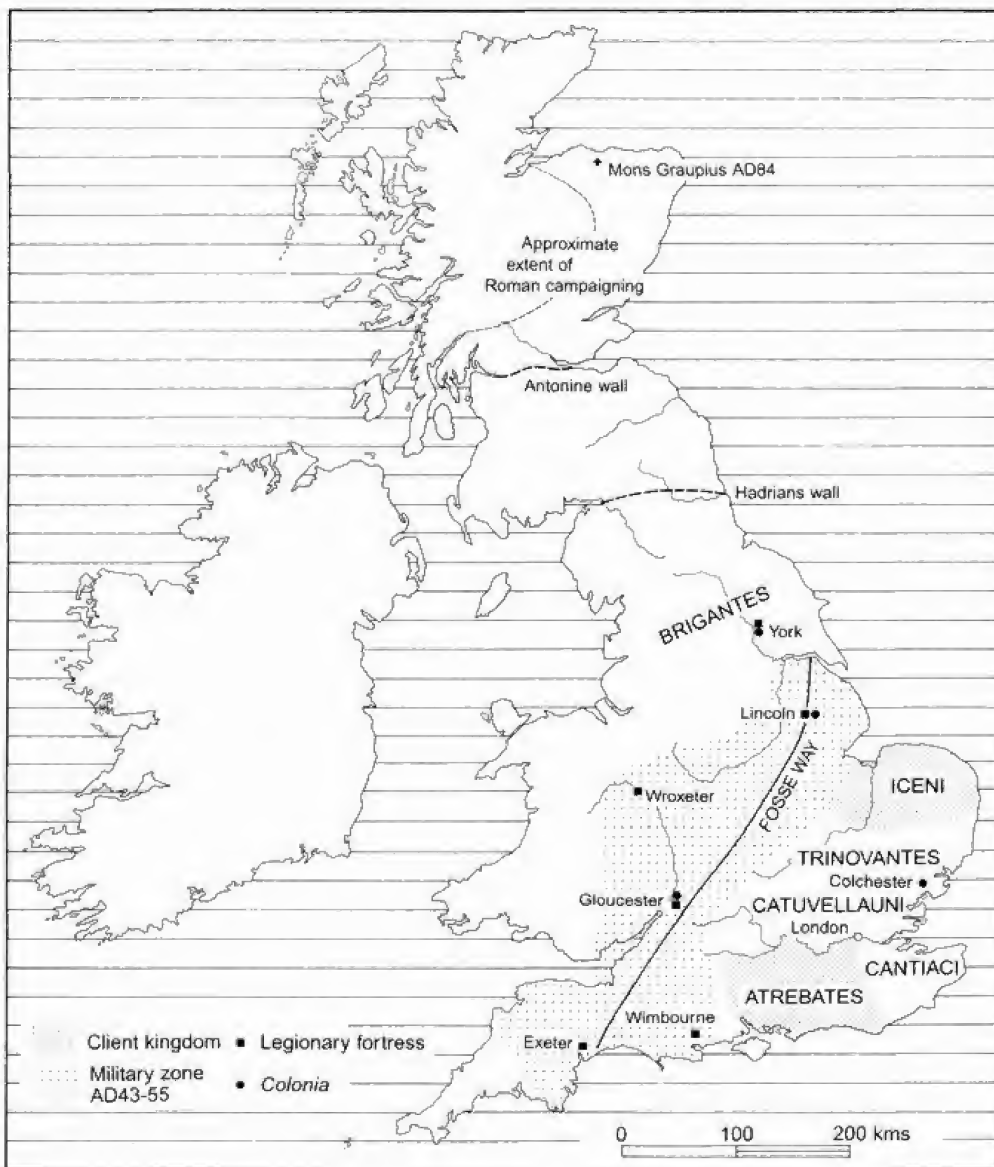 Mons Graupius AD84
Approximate
extent of
Roman campaigning
Antonine wall
Hadrians wall
BRIGANTES
York
Lincoln
FOSSE WAY
ICENI
Wroxeter
TRINOVANTES
Colchester
Gloucester
CATUVELLAUNI
London
CANTIACI
ATREBATES
Wimbourne
Exeter
Client kingdom
Legionary fortress
Military zone
AD43-55
Colonia
0 100 200 kms